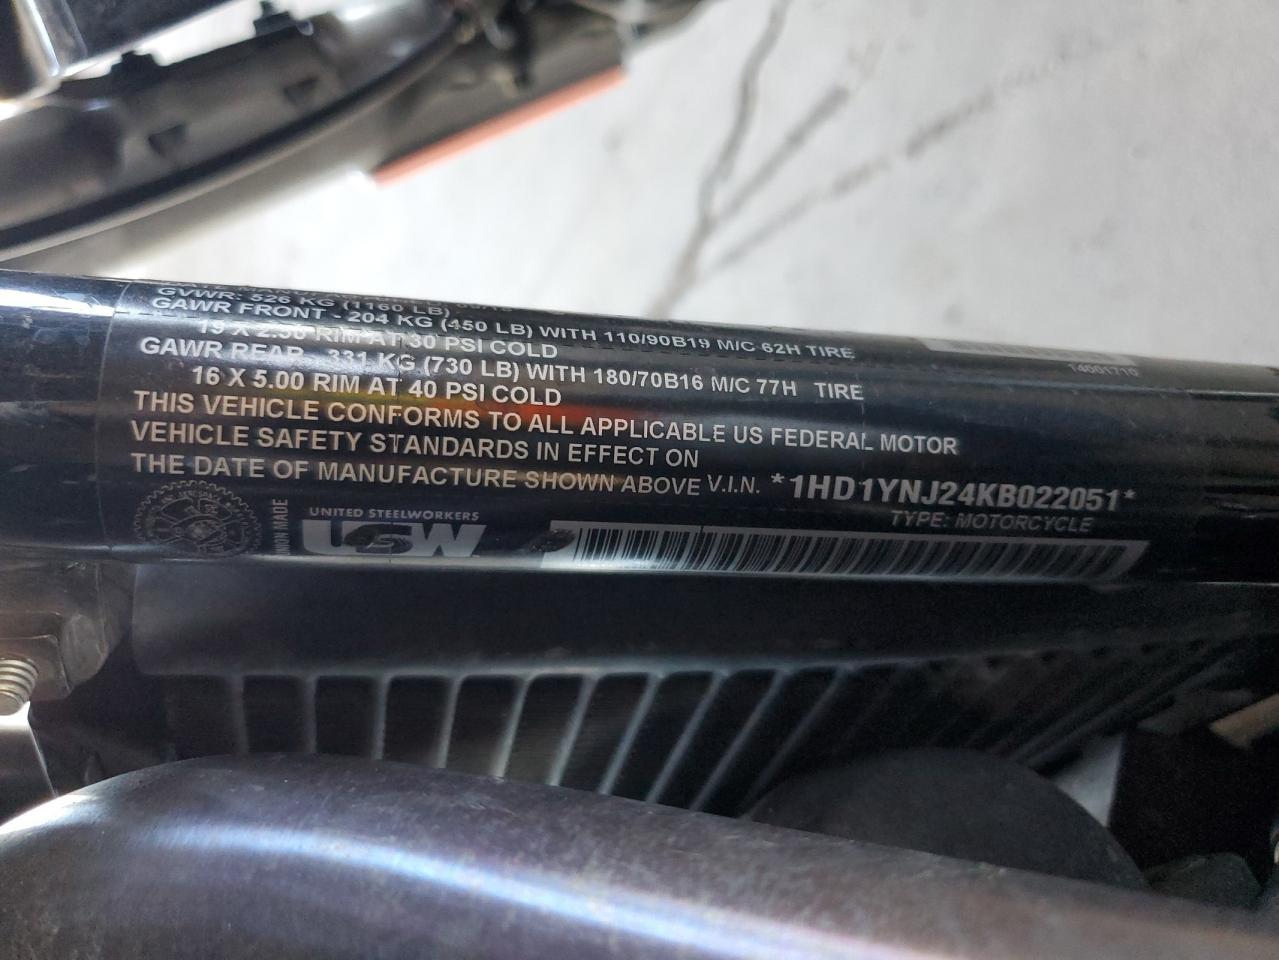 GVWR: 526 KG (1160 LB)
GAWR FRONT - 204 KG (450 LB) WITH 110/90B19 M/C 62H TIRE
19 X 2.50 RIM AT 30 PSI COLD
GAWR REAR - 331 KG (730 LB) WITH 180/70B16 M/C 77H TIRE
16 X 5.00 RIM AT 40 PSI COLD
THIS VEHICLE CONFORMS TO ALL APPLICABLE US FEDERAL MOTOR
VEHICLE SAFETY STANDARDS IN EFFECT ON
THE DATE OF MANUFACTURE SHOWN ABOVE V.I.N. *1HD1YNJ24KB022051*
TYPE: MOTORCYCLE
14001710
UNION MADE
UNITED STEELWORKERS
USW